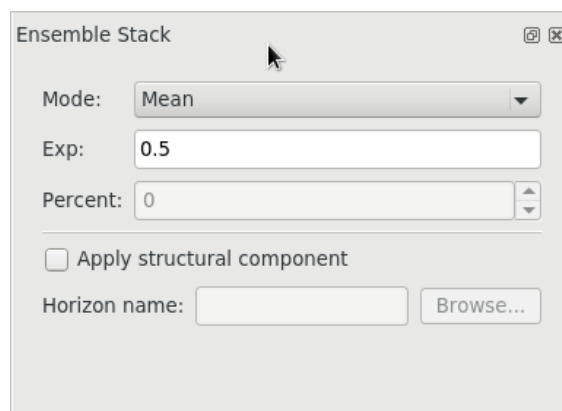 Ensemble Stack
Mode: Mean
Exp: 0.5
Percent: 0
Apply structural component
Horizon name: Browse...